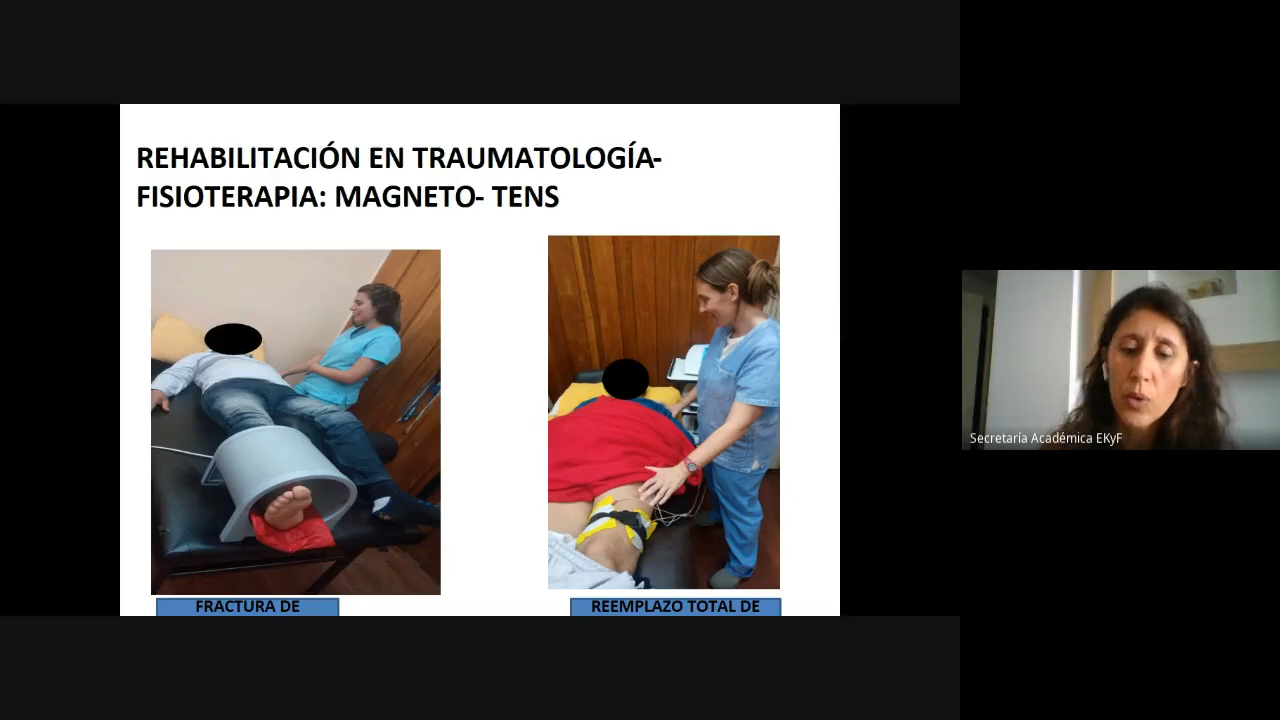 REHABILITACIÓN EN TRAUMATOLOGÍA-
FISIOTERAPIA: MAGNETO- TENS
FRACTURA DE
REEMPLAZO TOTAL DE
Secretaría Académica EKyF